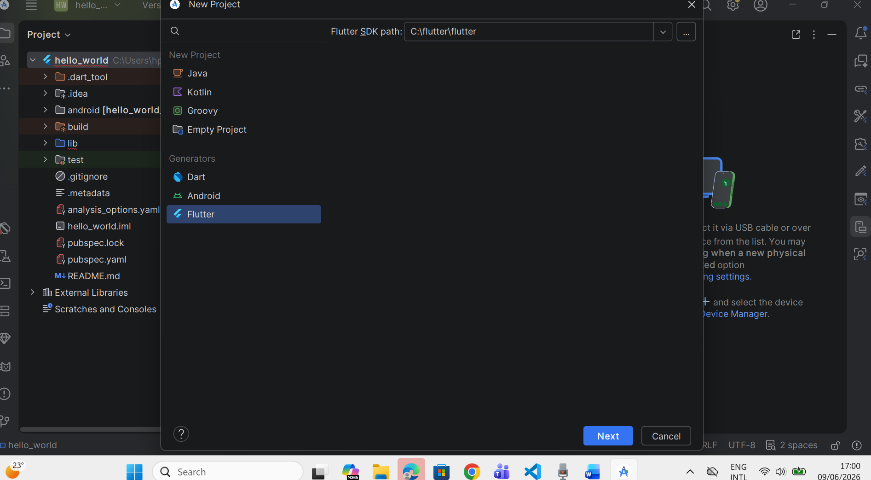 HW hello_... Vers
New Project
Project
Flutter SDK path: C:\flutter\flutter
...
hello_world C:\Users\hp
.dart_tool
.idea
android [hello_world_
build
lib
test
.gitignore
.metadata
analysis_options.yaml
hello_world.iml
pubspec.lock
pubspec.yaml
M↓ README.md
External Libraries
Scratches and Consoles
New Project
Java
Kotlin
Groovy
Empty Project
Generators
Dart
Android
Flutter
ct it via USB cable or over
ce from the list. You may
g when a new physical
ed option
ng settings.
+ and select the device
Device Manager.
?
Next
Cancel
hello_world
RLF UTF-8 2 spaces
23°
Search
ENG
INTL
17:00
09/06/2026